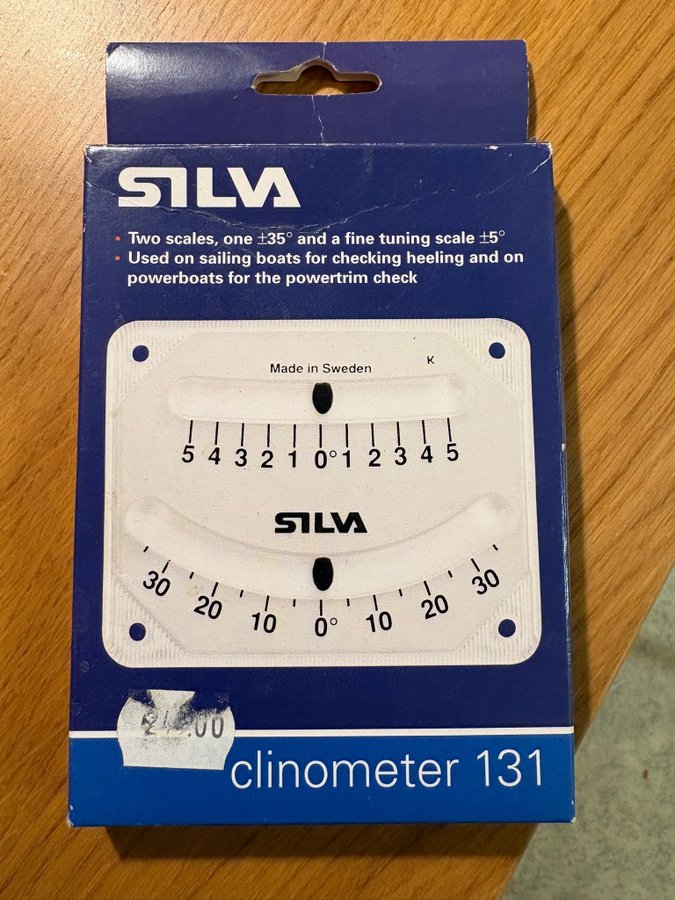 SILVA
• Two scales, one ±35° and a fine tuning scale ±5°
• Used on sailing boats for checking heeling and on
powerboats for the powertrim check
Made in Sweden K
5 4 3 2 1 0° 1 2 3 4 5
SILVA
30 20 10 0° 10 20 30
clinometer 131